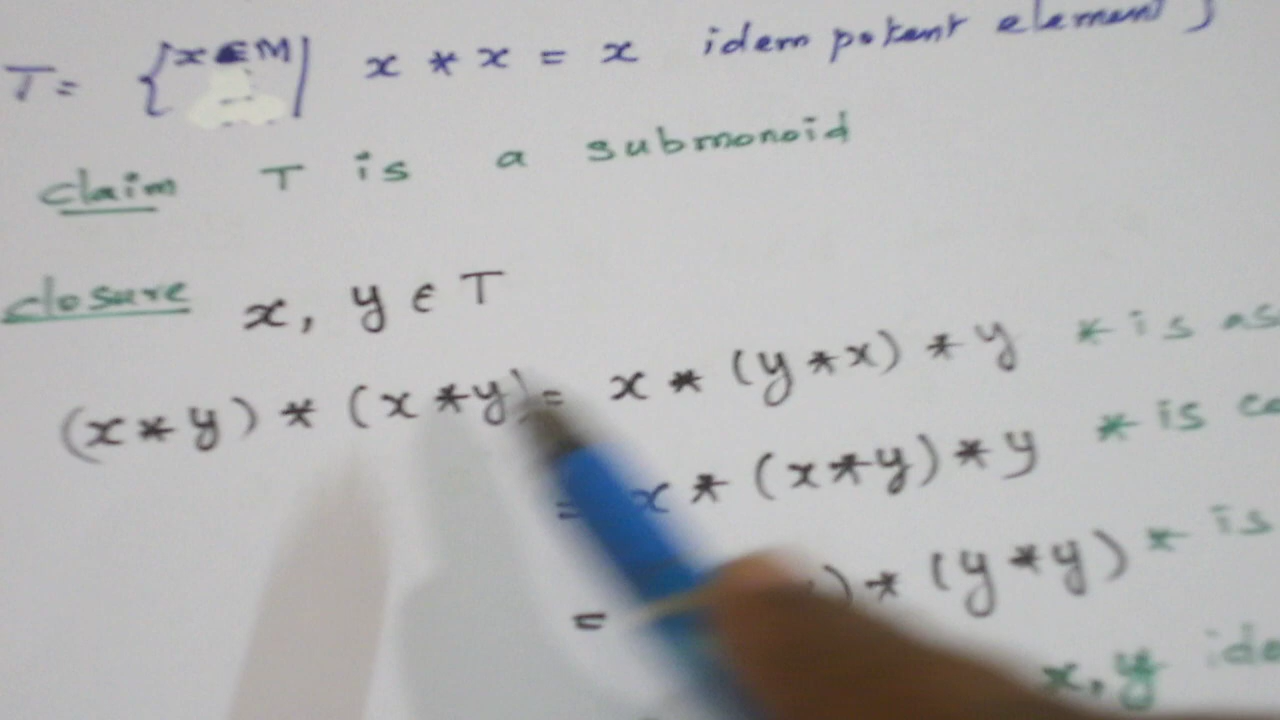 T = { x ∈ M | x * x = x idempotent element }
claim T is a submonoid
closure x, y ∈ T
(x * y) * (x * y) = x * (y * x) * y * is as
= x * (x * y) * y * is co
= ) * (y * y) * is
x, y ide